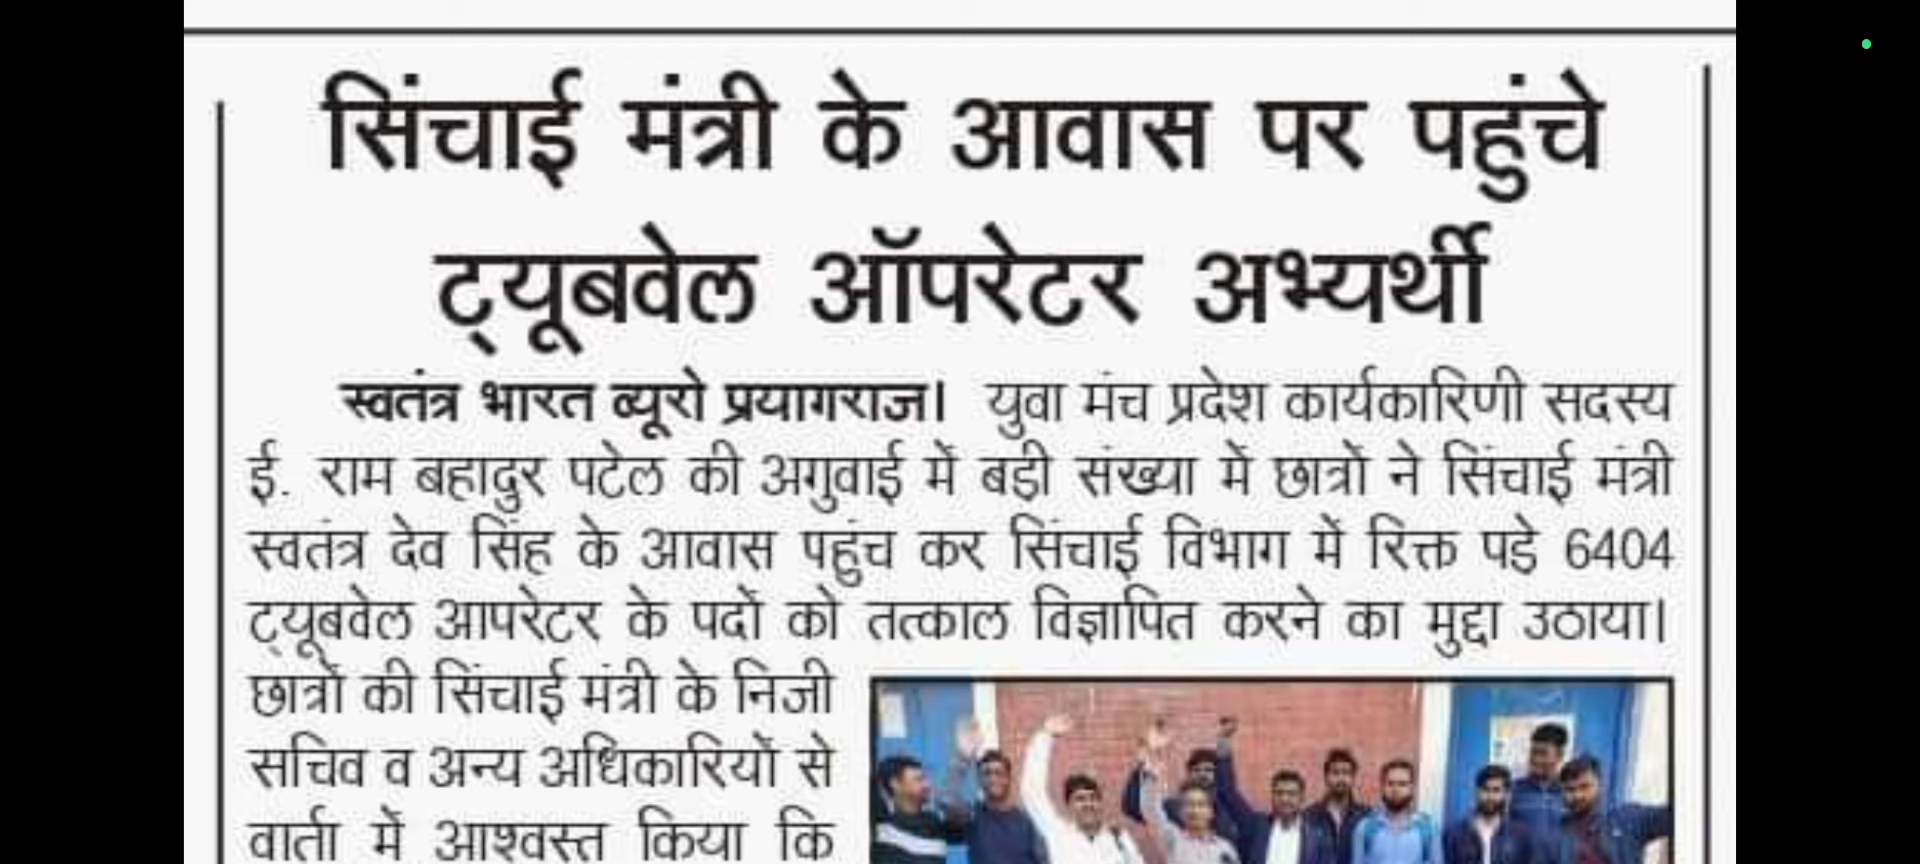 सिंचाई मंत्री के आवास पर पहुंचे
ट्यूबवेल ऑपरेटर अभ्यर्थी
स्वतंत्र भारत ब्यूरो प्रयागराज। युवा मंच प्रदेश कार्यकारिणी सदस्य
ई. राम बहादुर पटेल की अगुवाई में बड़ी संख्या में छात्रों ने सिंचाई मंत्री
स्वतंत्र देव सिंह के आवास पहुंच कर सिंचाई विभाग में रिक्त पडे 6404
ट्यूबवेल आपरेटर के पदों को तत्काल विज्ञापित करने का मुद्दा उठाया।
छात्रों की सिंचाई मंत्री के निजी
सचिव व अन्य अधिकारियों से
वार्ता में आश्वस्त किया कि